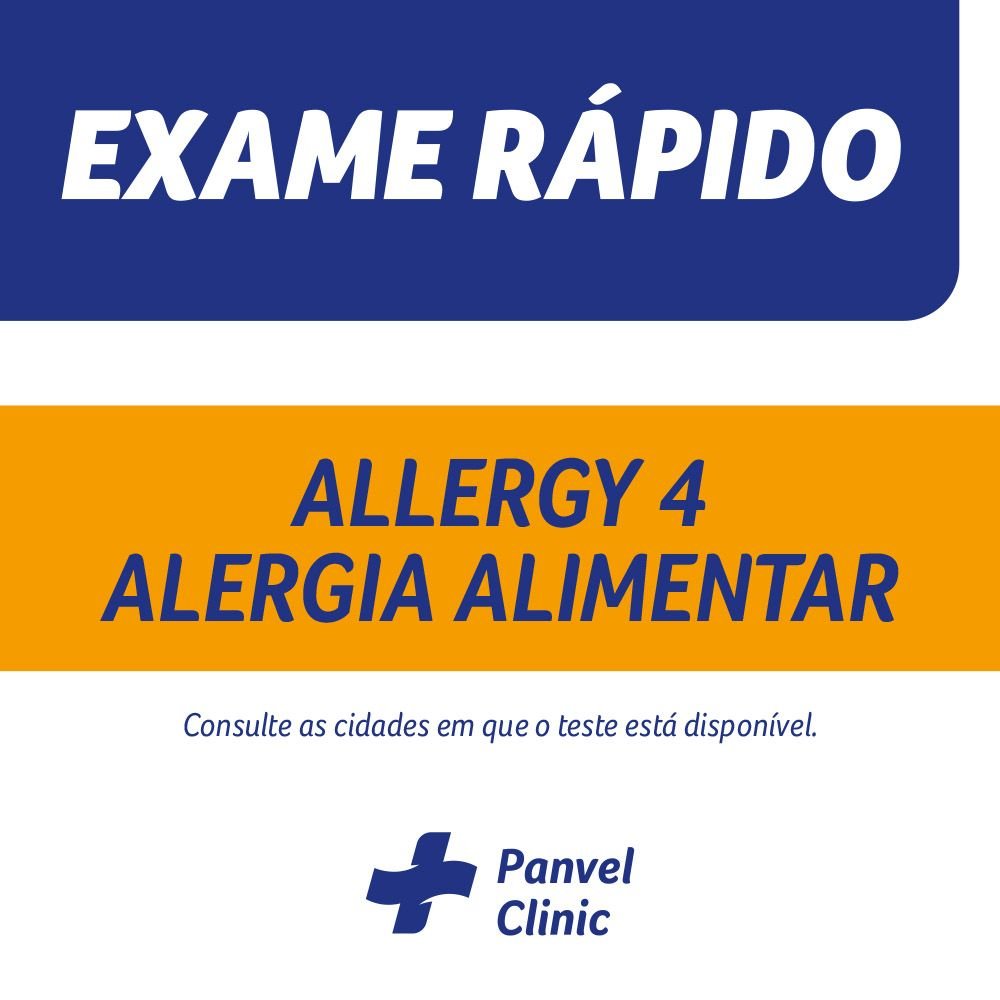 EXAME RÁPIDO
ALLERGY 4
ALERGIA ALIMENTAR
Consulte as cidades em que o teste está disponível.
Panvel
Clinic